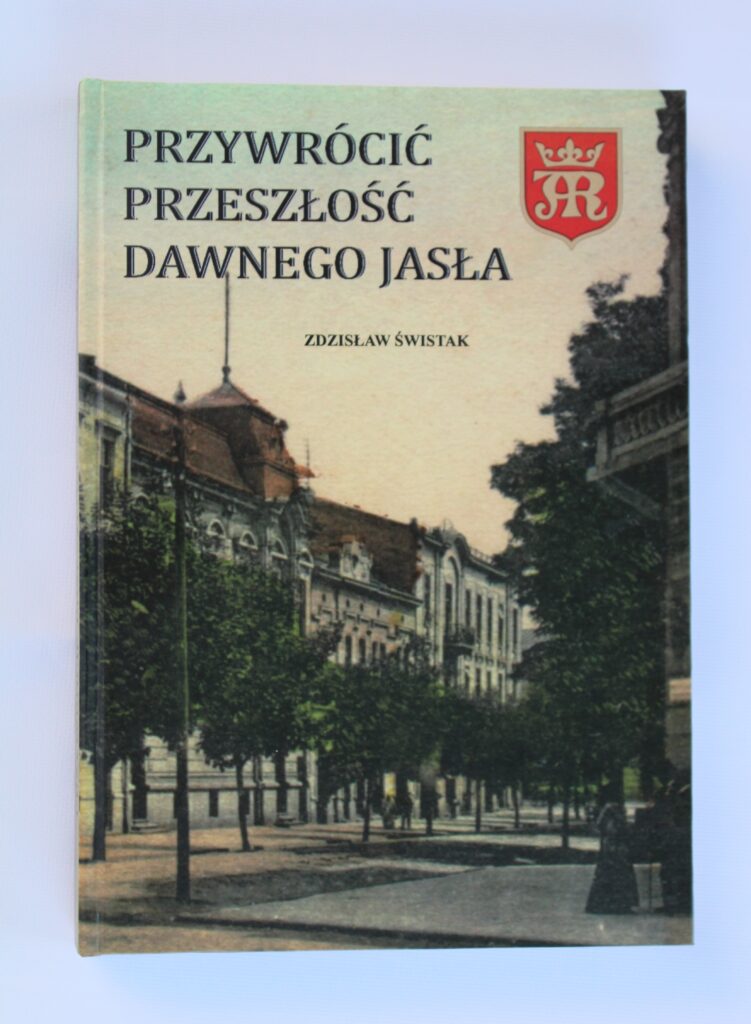 PRZYWRÓCIĆ
PRZESZŁOŚĆ
DAWNEGO JASŁA
ZDZISŁAW ŚWISTAK